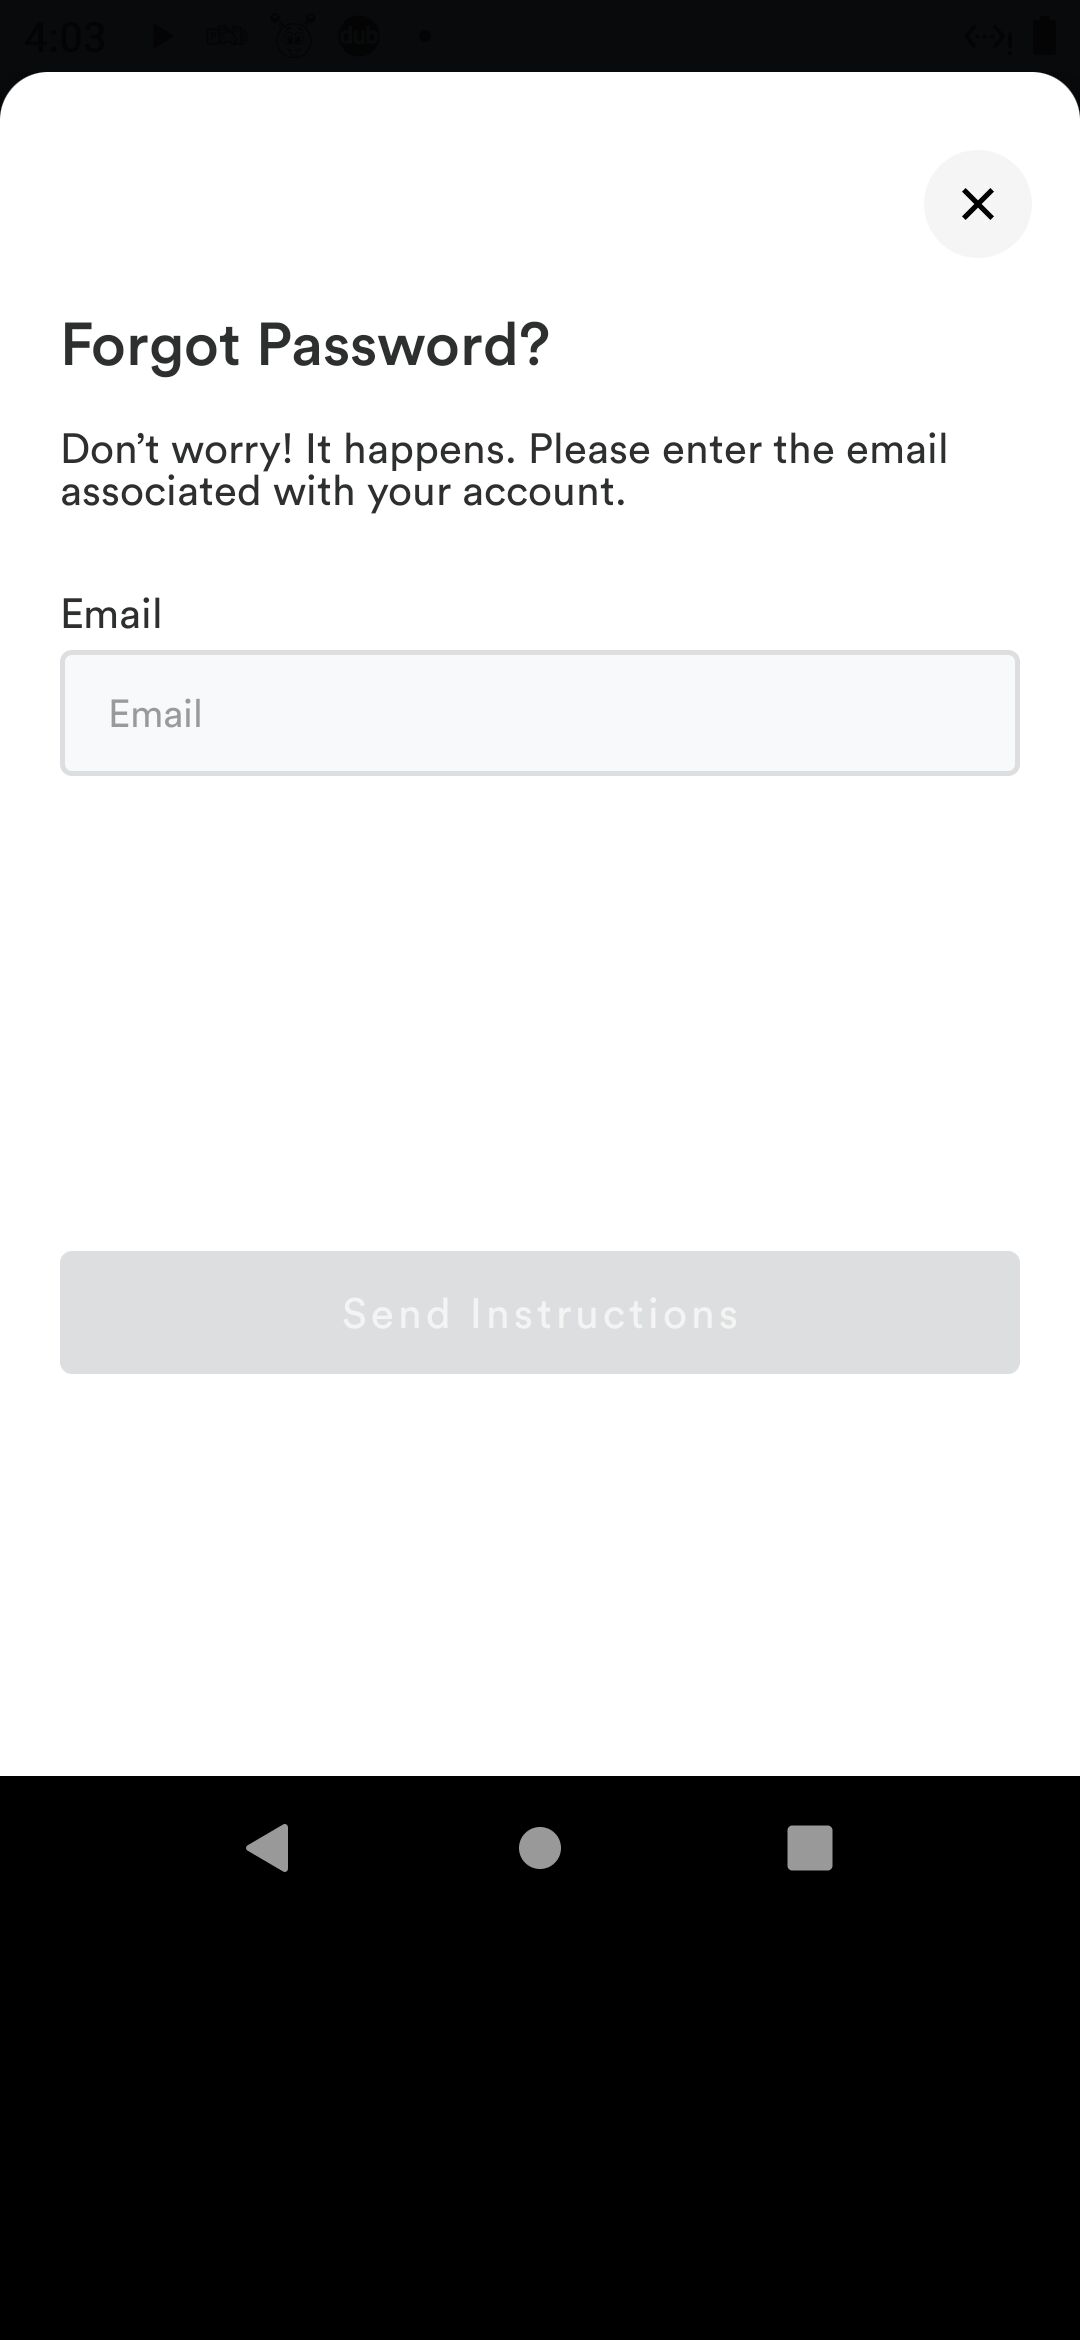 4:03
dub
Forgot Password?
Don’t worry! It happens. Please enter the email
associated with your account.
Email
Email
Send Instructions